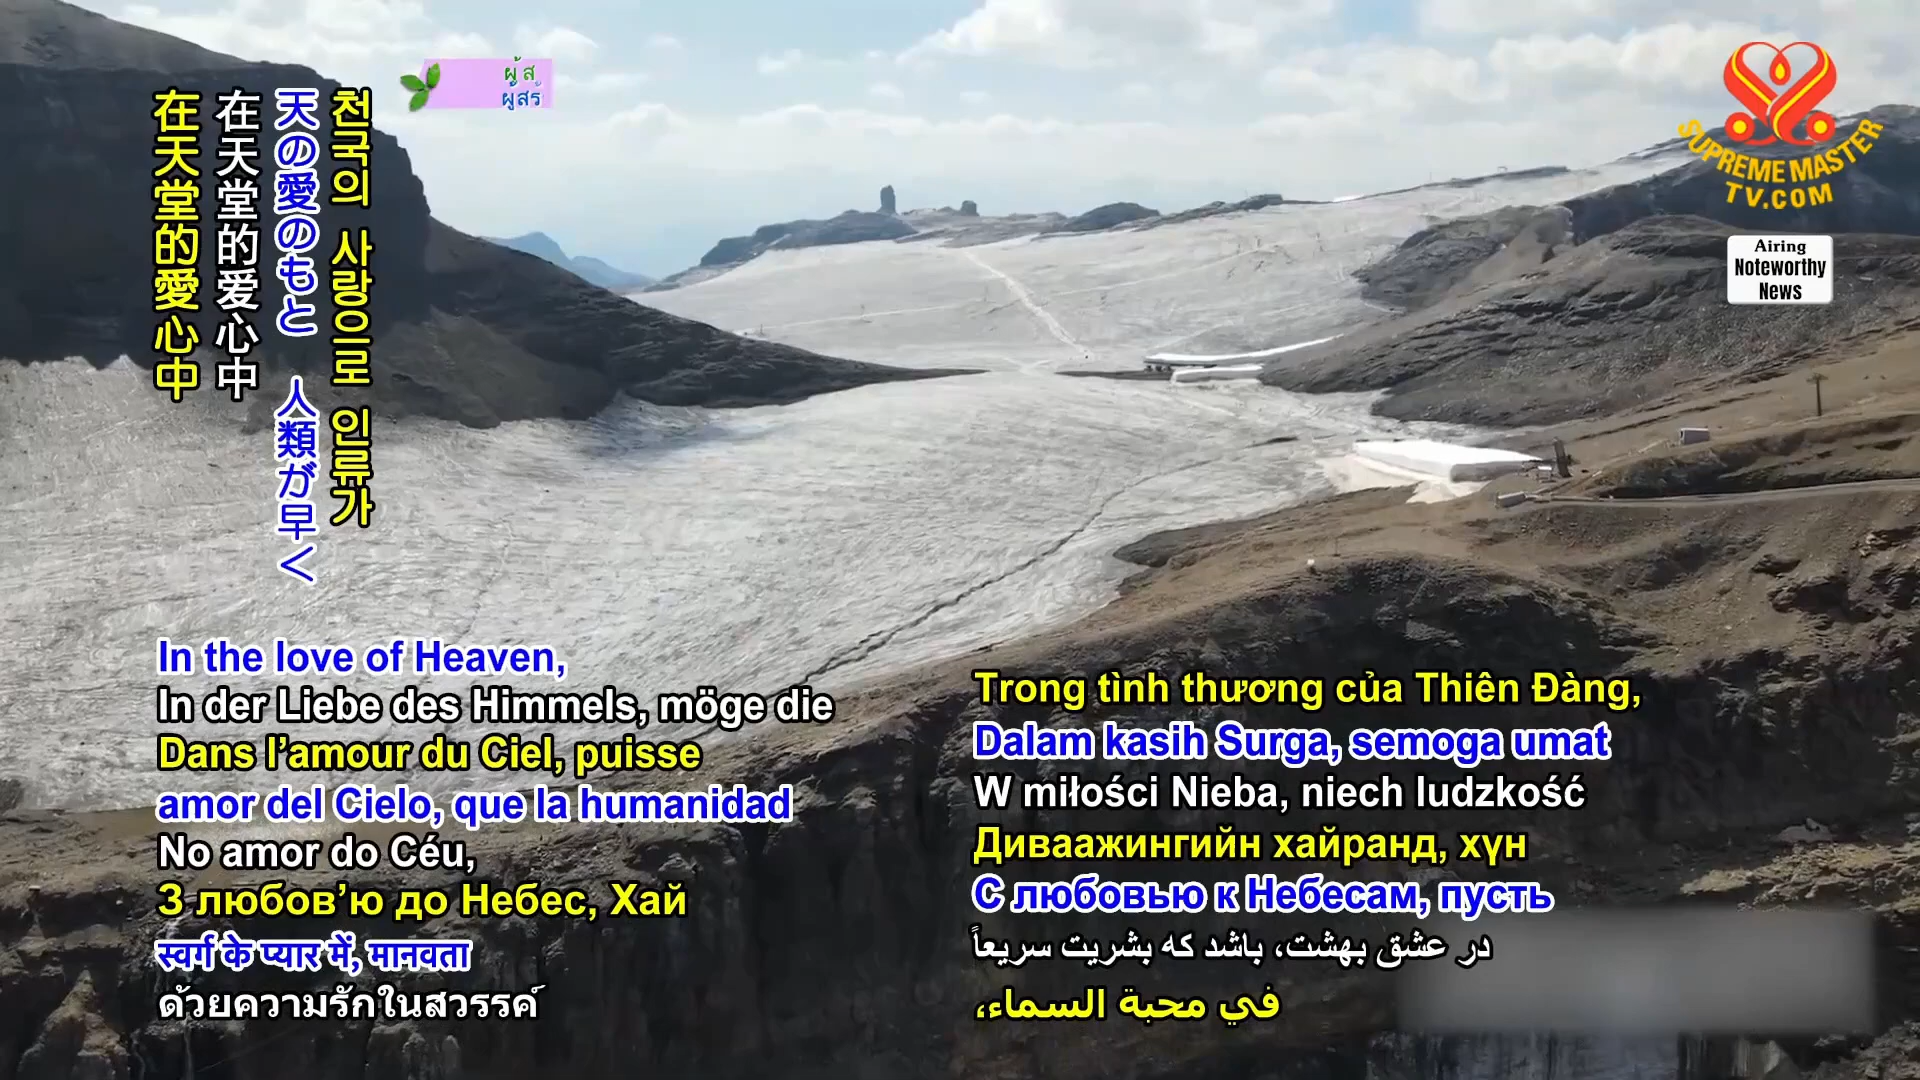 在天堂的愛心中
在天堂的爱心中
天の愛のもと 人類が早く
천국의 사랑으로 인류가
SUPREME MASTER
TV.COM
Airing
Noteworthy
News
In the love of Heaven,
In der Liebe des Himmels, möge die
Dans l’amour du Ciel, puisse
amor del Cielo, que la humanidad
No amor do Céu,
З любов’ю до Небес, Хай
स्वर्ग के प्यार में, मानवता
ด้วยความรักในสวรรค์
Trong tình thương của Thiên Đàng,
Dalam kasih Surga, semoga umat
W miłości Nieba, niech ludzkość
Диваажингийн хайранд, хүн
С любовью к Небесам, пусть
در عشق بهشت، باشد که بشریت سریعاً
في محبة السماء،